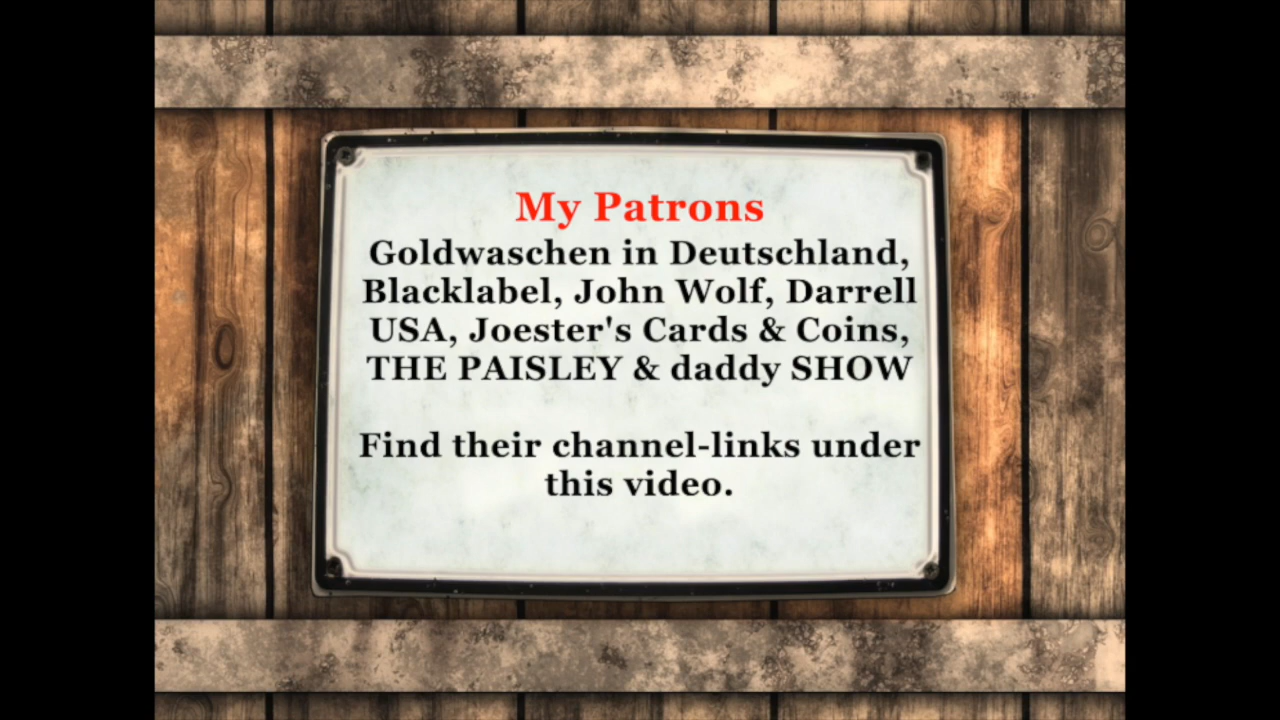 My Patrons
Goldwaschen in Deutschland,
Blacklabel, John Wolf, Darrell
USA, Joester's Cards & Coins,
THE PAISLEY & daddy SHOW
Find their channel-links under
this video.